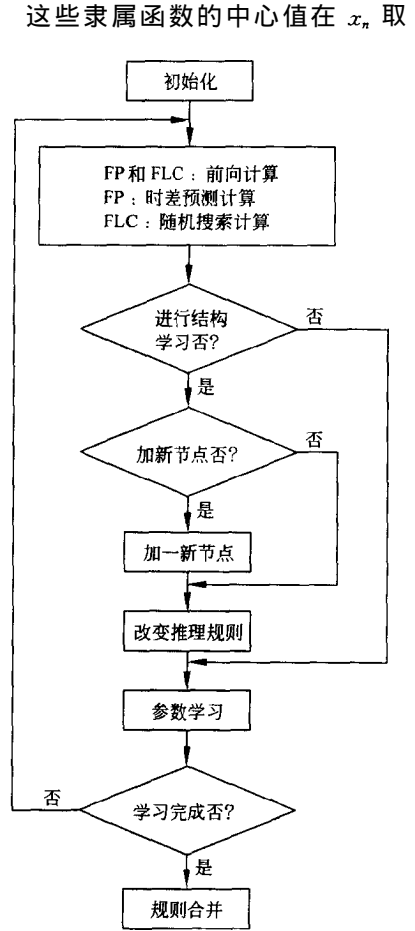 这些隶属函数的中心值在 xₙ 取
初始化
FP和FLC：前向计算
FP：时差预测计算
FLC：随机搜索计算
进行结构
学习否?
否
是
加新节点否?
否
是
加一新节点
改变推理规则
参数学习
学习完成否?
否
是
规则合并